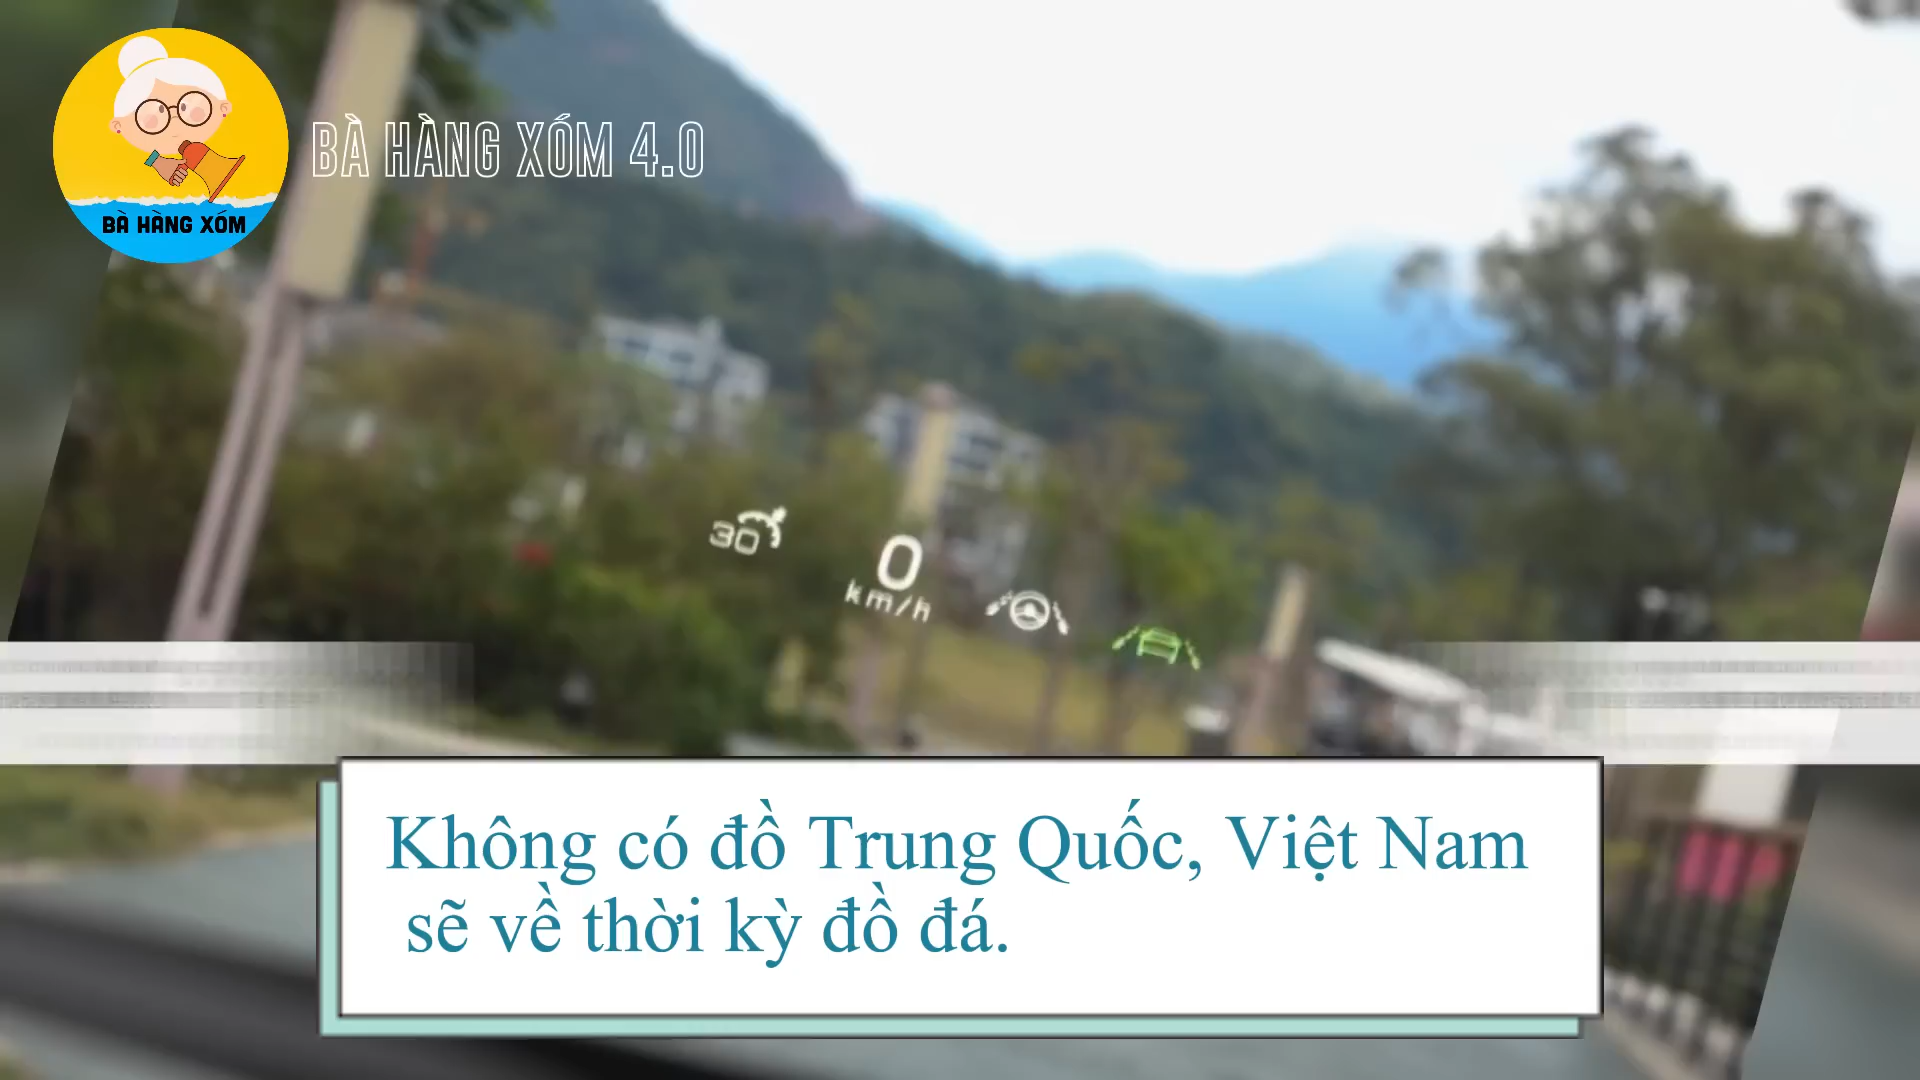 BÀ HÀNG XÓM
BÀ HÀNG XÓM 4.0
30
0
km/h
Không có đồ Trung Quốc, Việt Nam
sẽ về thời kỳ đồ đá.